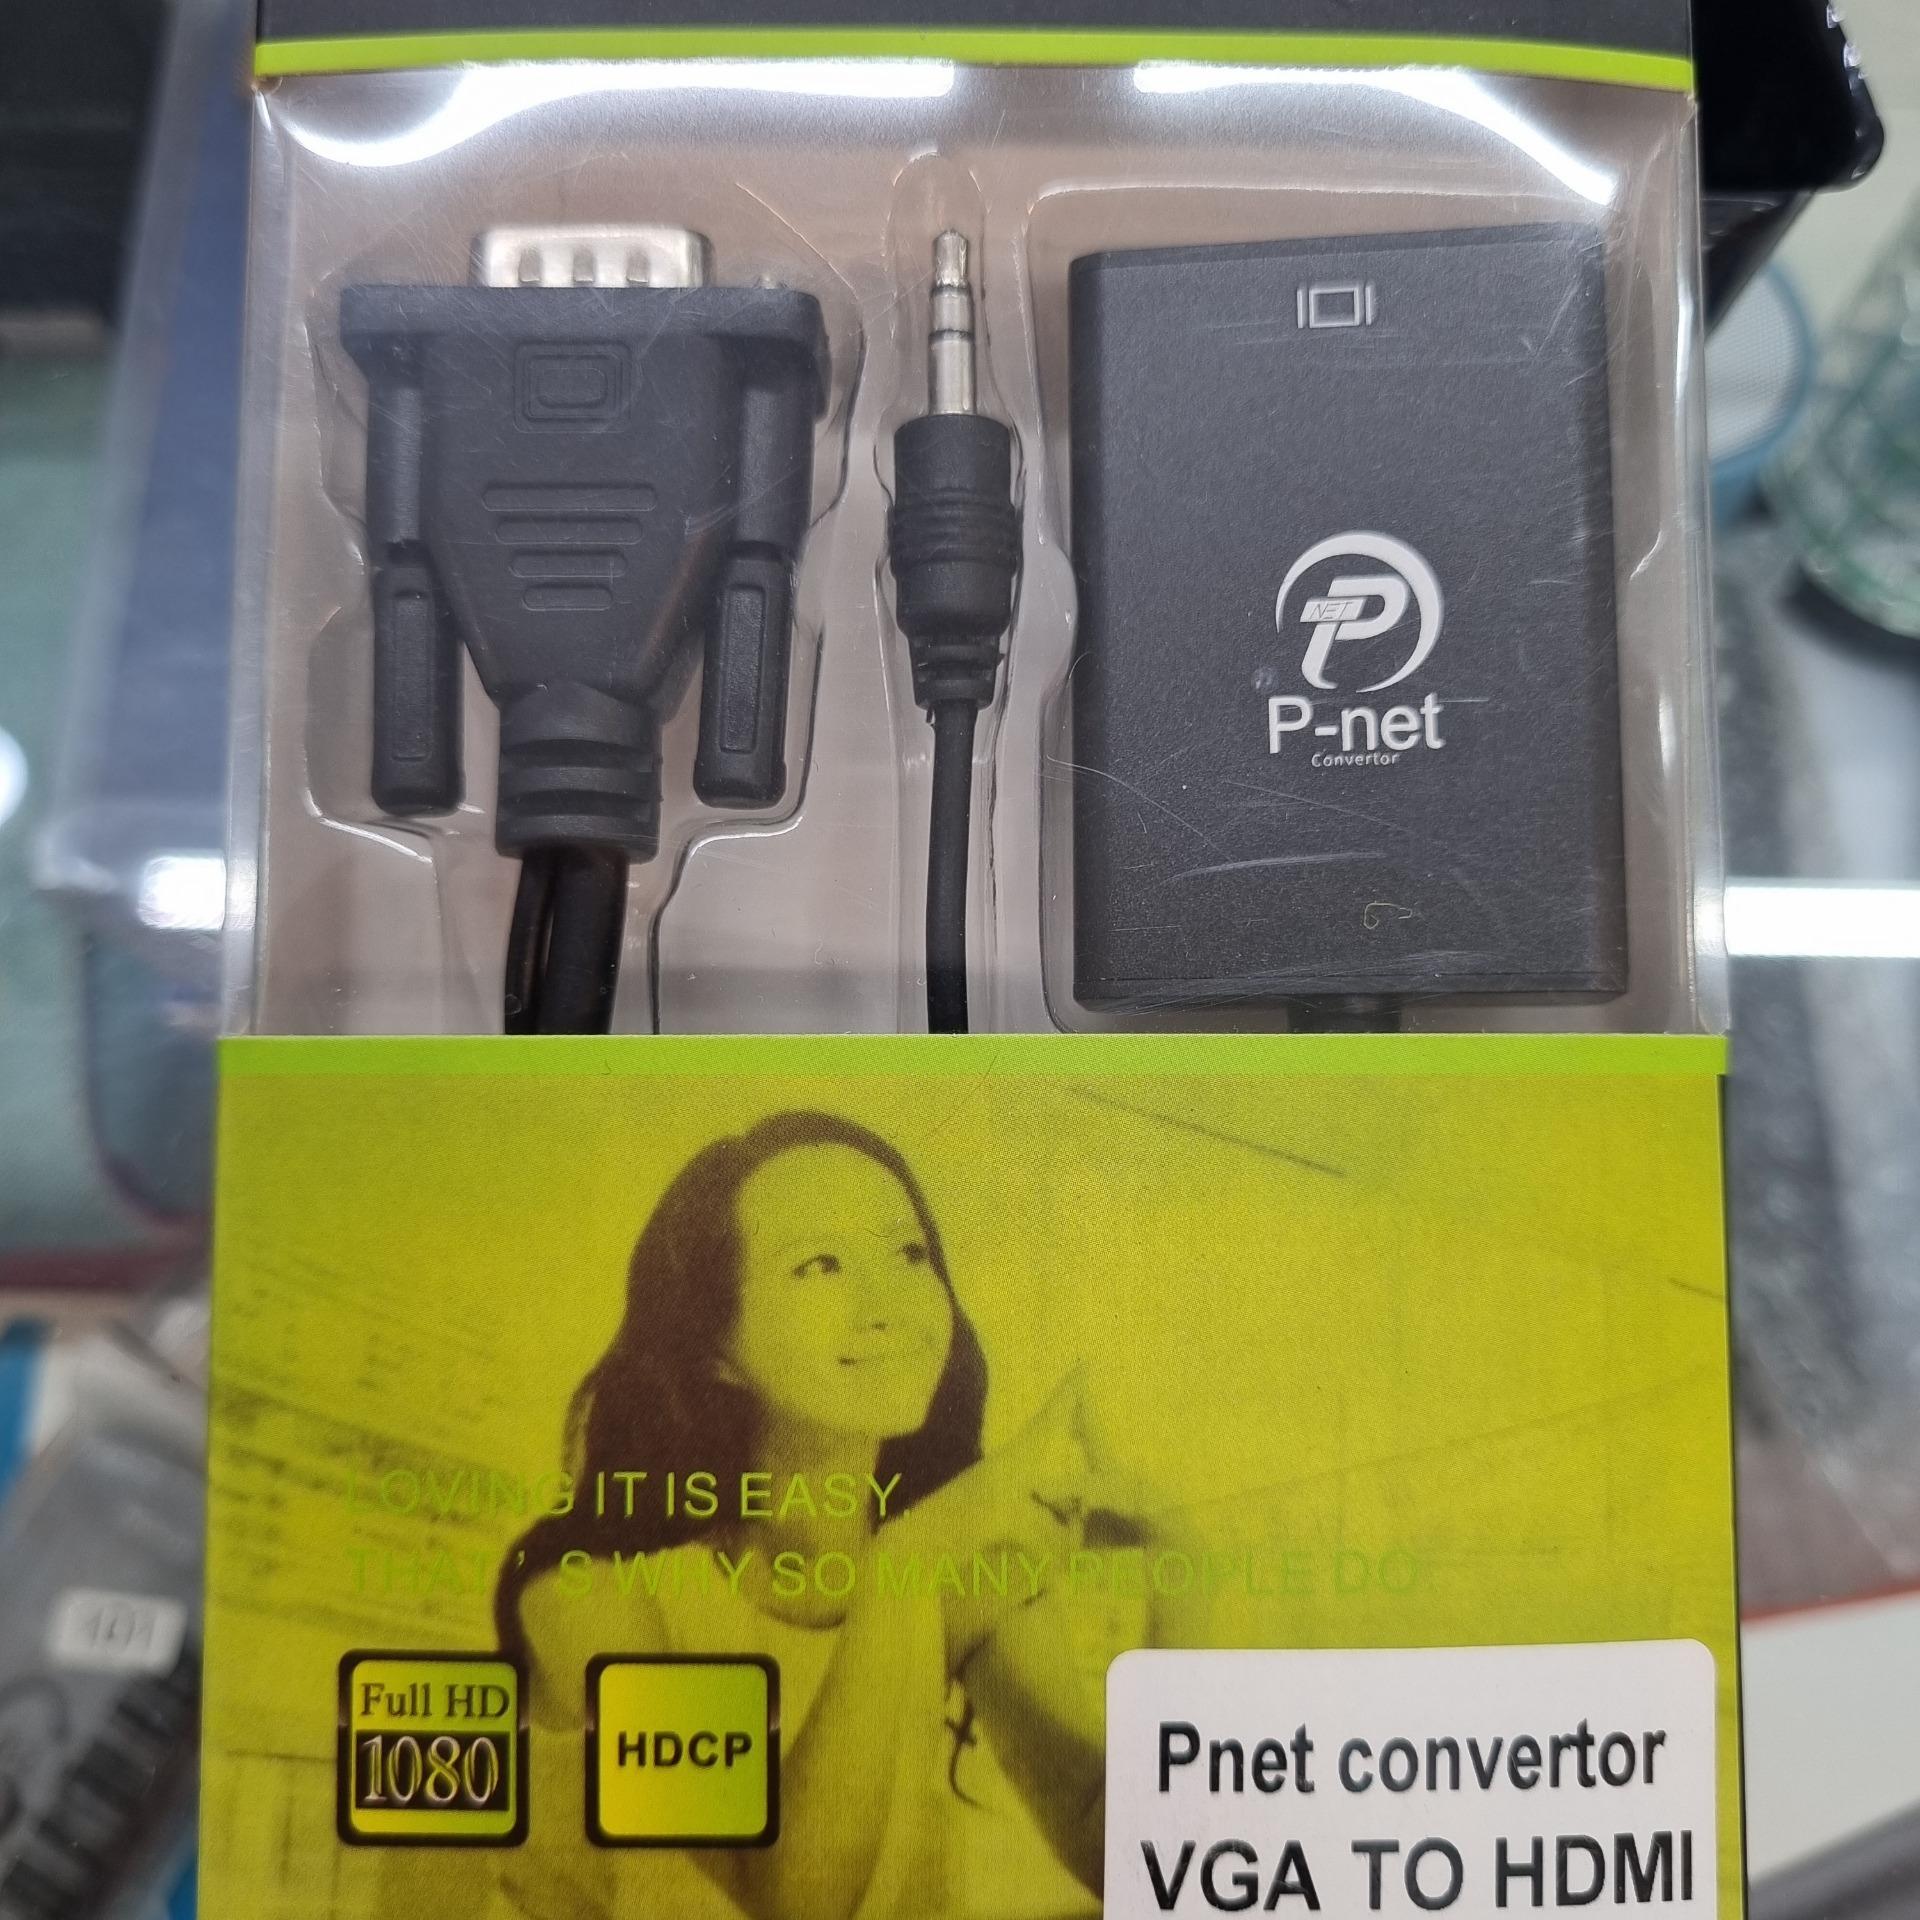 NET
P
P-net
Convertor
LOVING IT IS EASY.
THAT'S WHY SO MANY PEOPLE DO.
Full HD
1080
HDCP
Pnet convertor
VGA TO HDMI
101